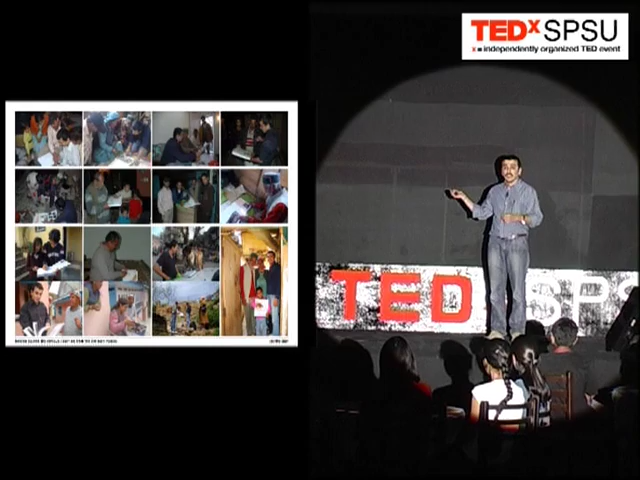 TEDxSPSU
x = independently organized TED event
TED SPS